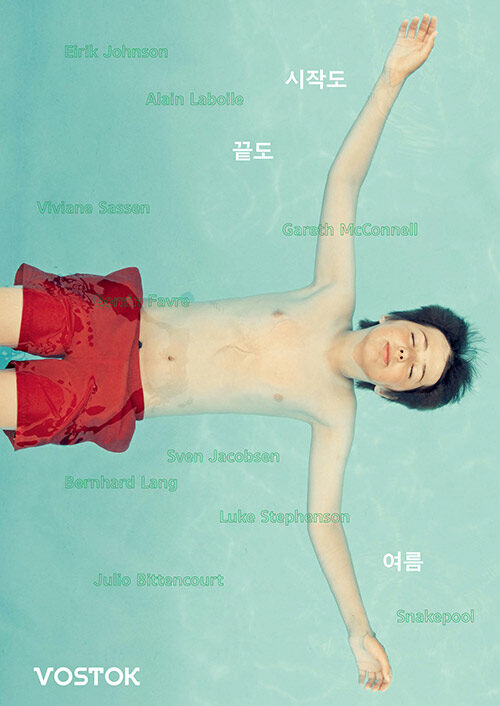 Eirik Johnson
시작도
Alain Laboile
끝도
Viviane Sassen
Gareth McConnell
Favre
Sven Jacobsen
Bernhard Lang
Luke Stephenson
여름
Julio Bittencourt
Snakepool
VOSTOK